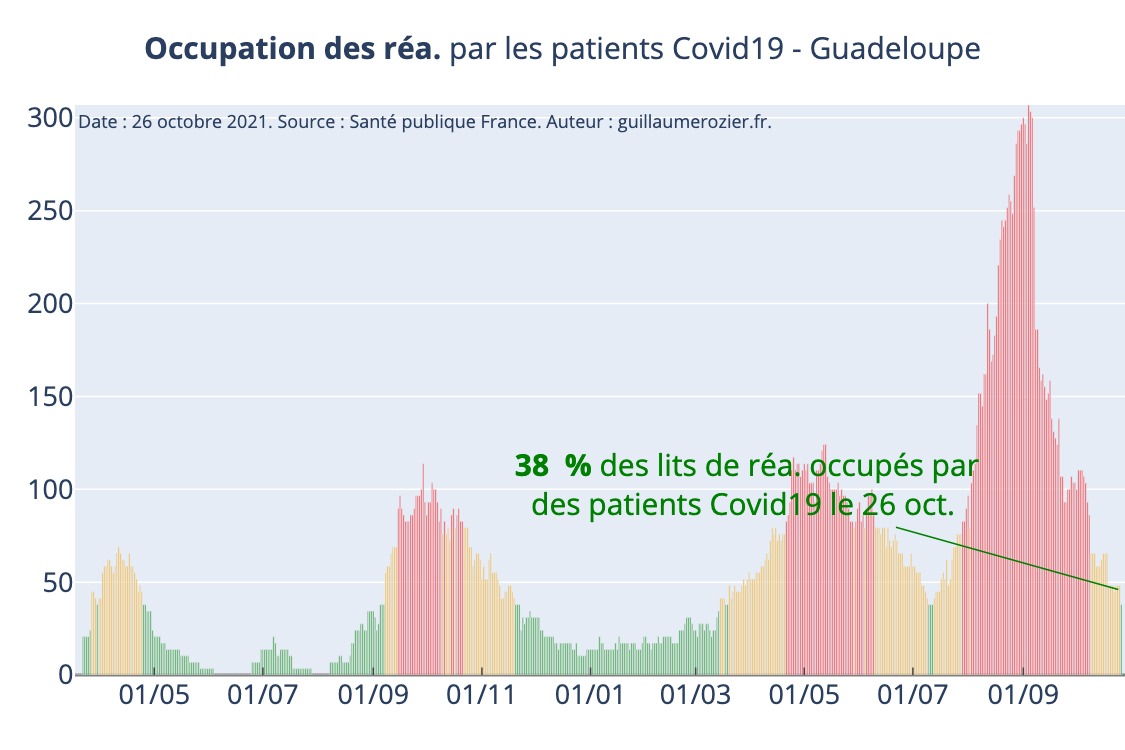 Occupation des réa. par les patients Covid19 - Guadeloupe
300
Date : 26 octobre 2021. Source : Santé publique France. Auteur : guillaumerozier.fr.
250
200
150
38 % des lits de réa. occupés par
100
des patients Covid19 le 26 oct.
50
0
01/05 01/07 01/09 01/11 01/01 01/03 01/05 01/07 01/09